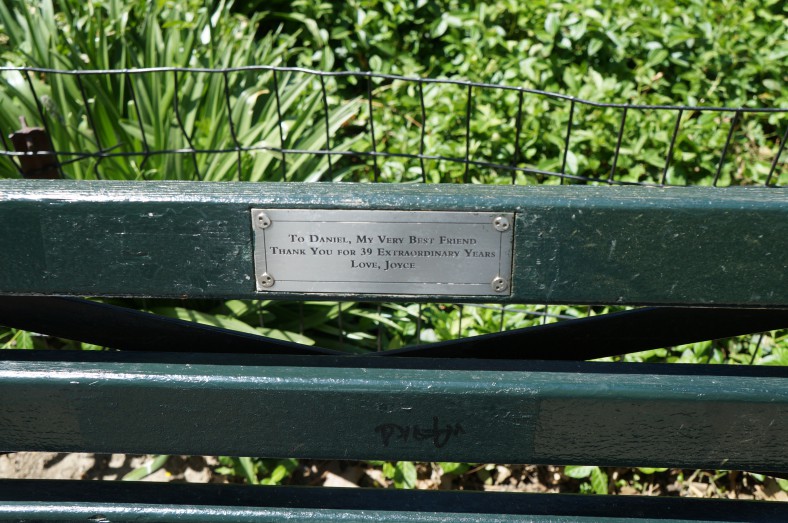 To Daniel, My Very Best Friend
Thank You for 39 Extraordinary Years
Love, Joyce